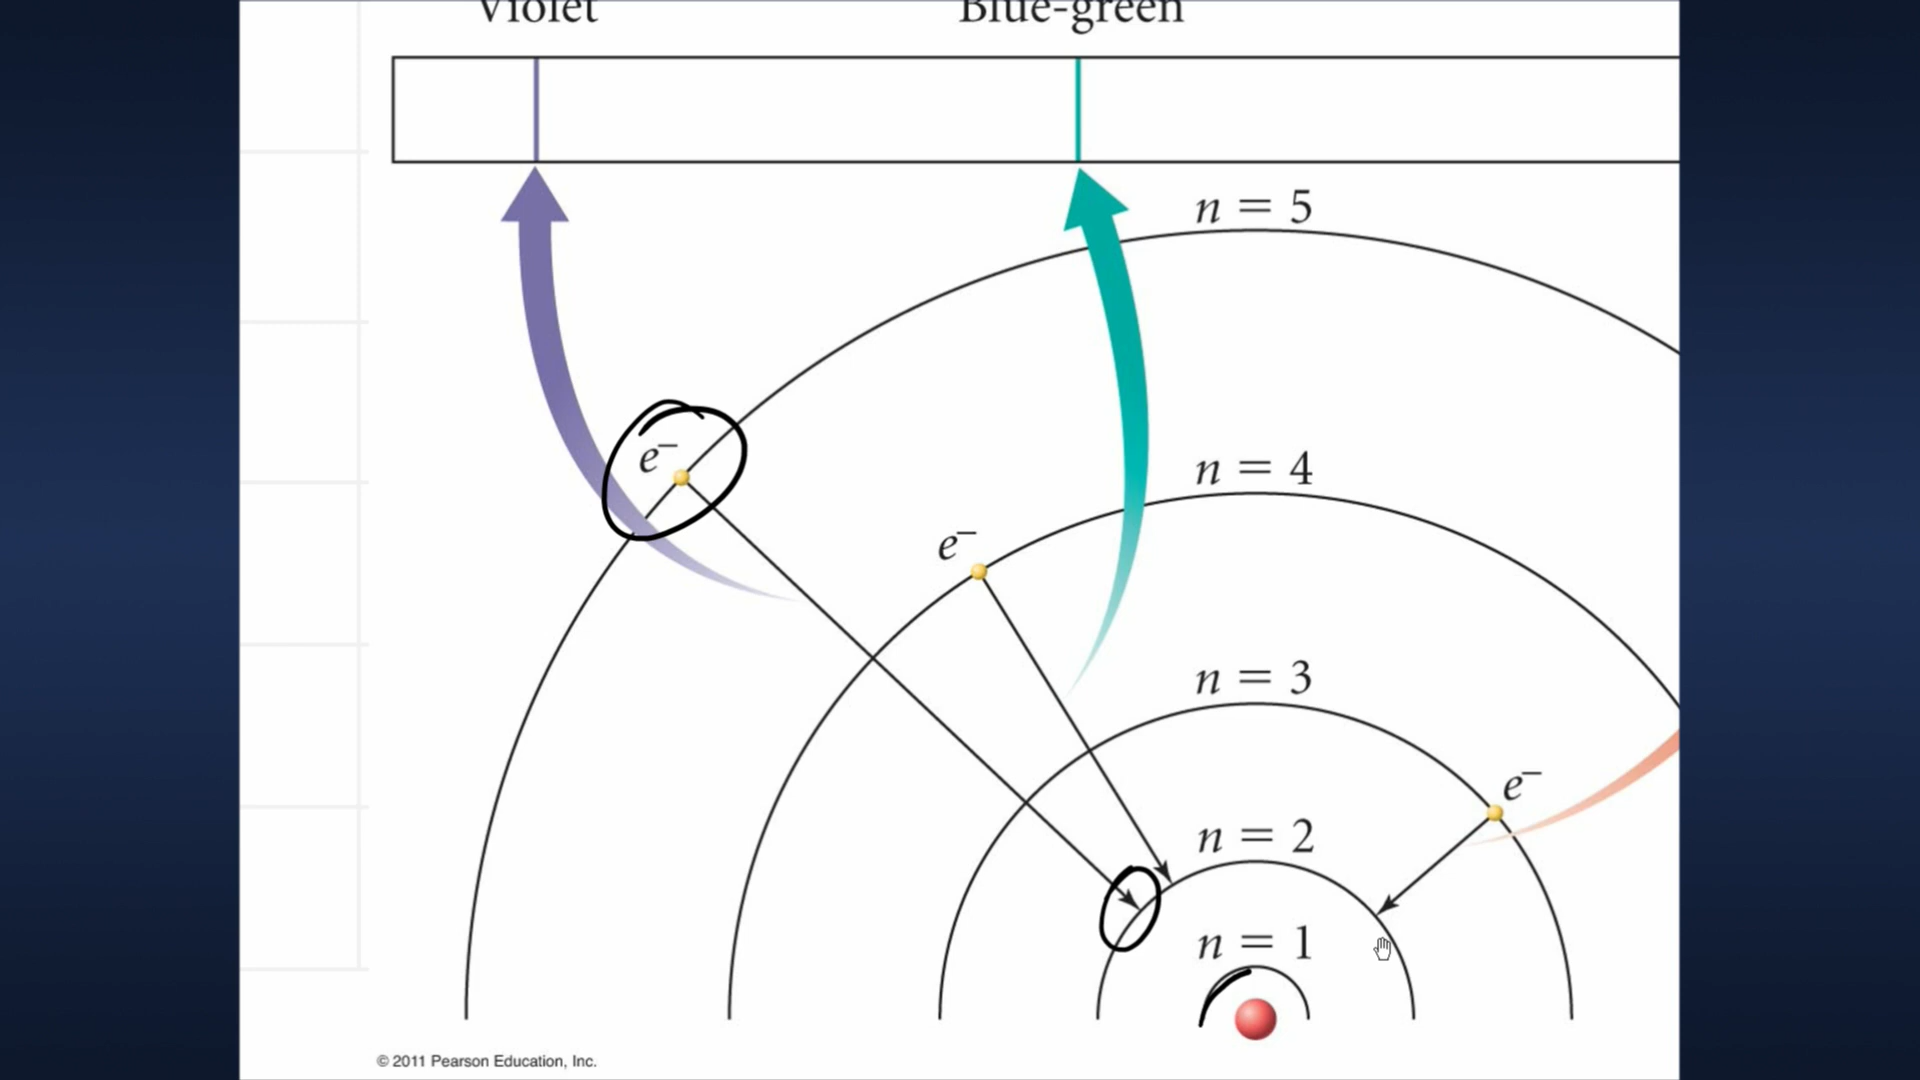 Violet
Blue-green
n = 5
e⁻
n = 4
e⁻
n = 3
e⁻
n = 2
n = 1
© 2011 Pearson Education, Inc.